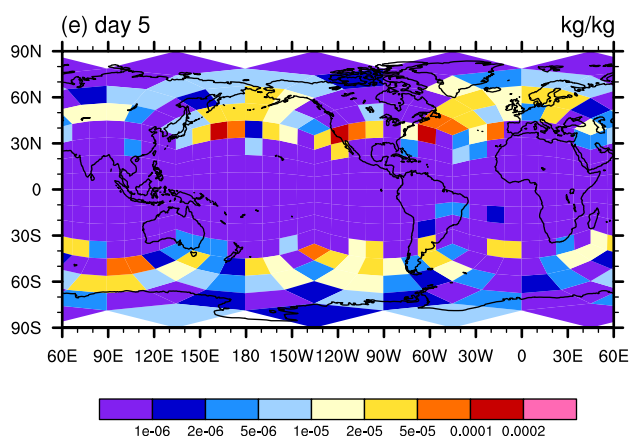 (e) day 5 kg/kg
90N
60N
30N
0
30S
60S
90S
60E 90E 120E 150E 180 150W 120W 90W 60W 30W 0 30E 60E
1e-06 2e-06 5e-06 1e-05 2e-05 5e-05 0.0001 0.0002